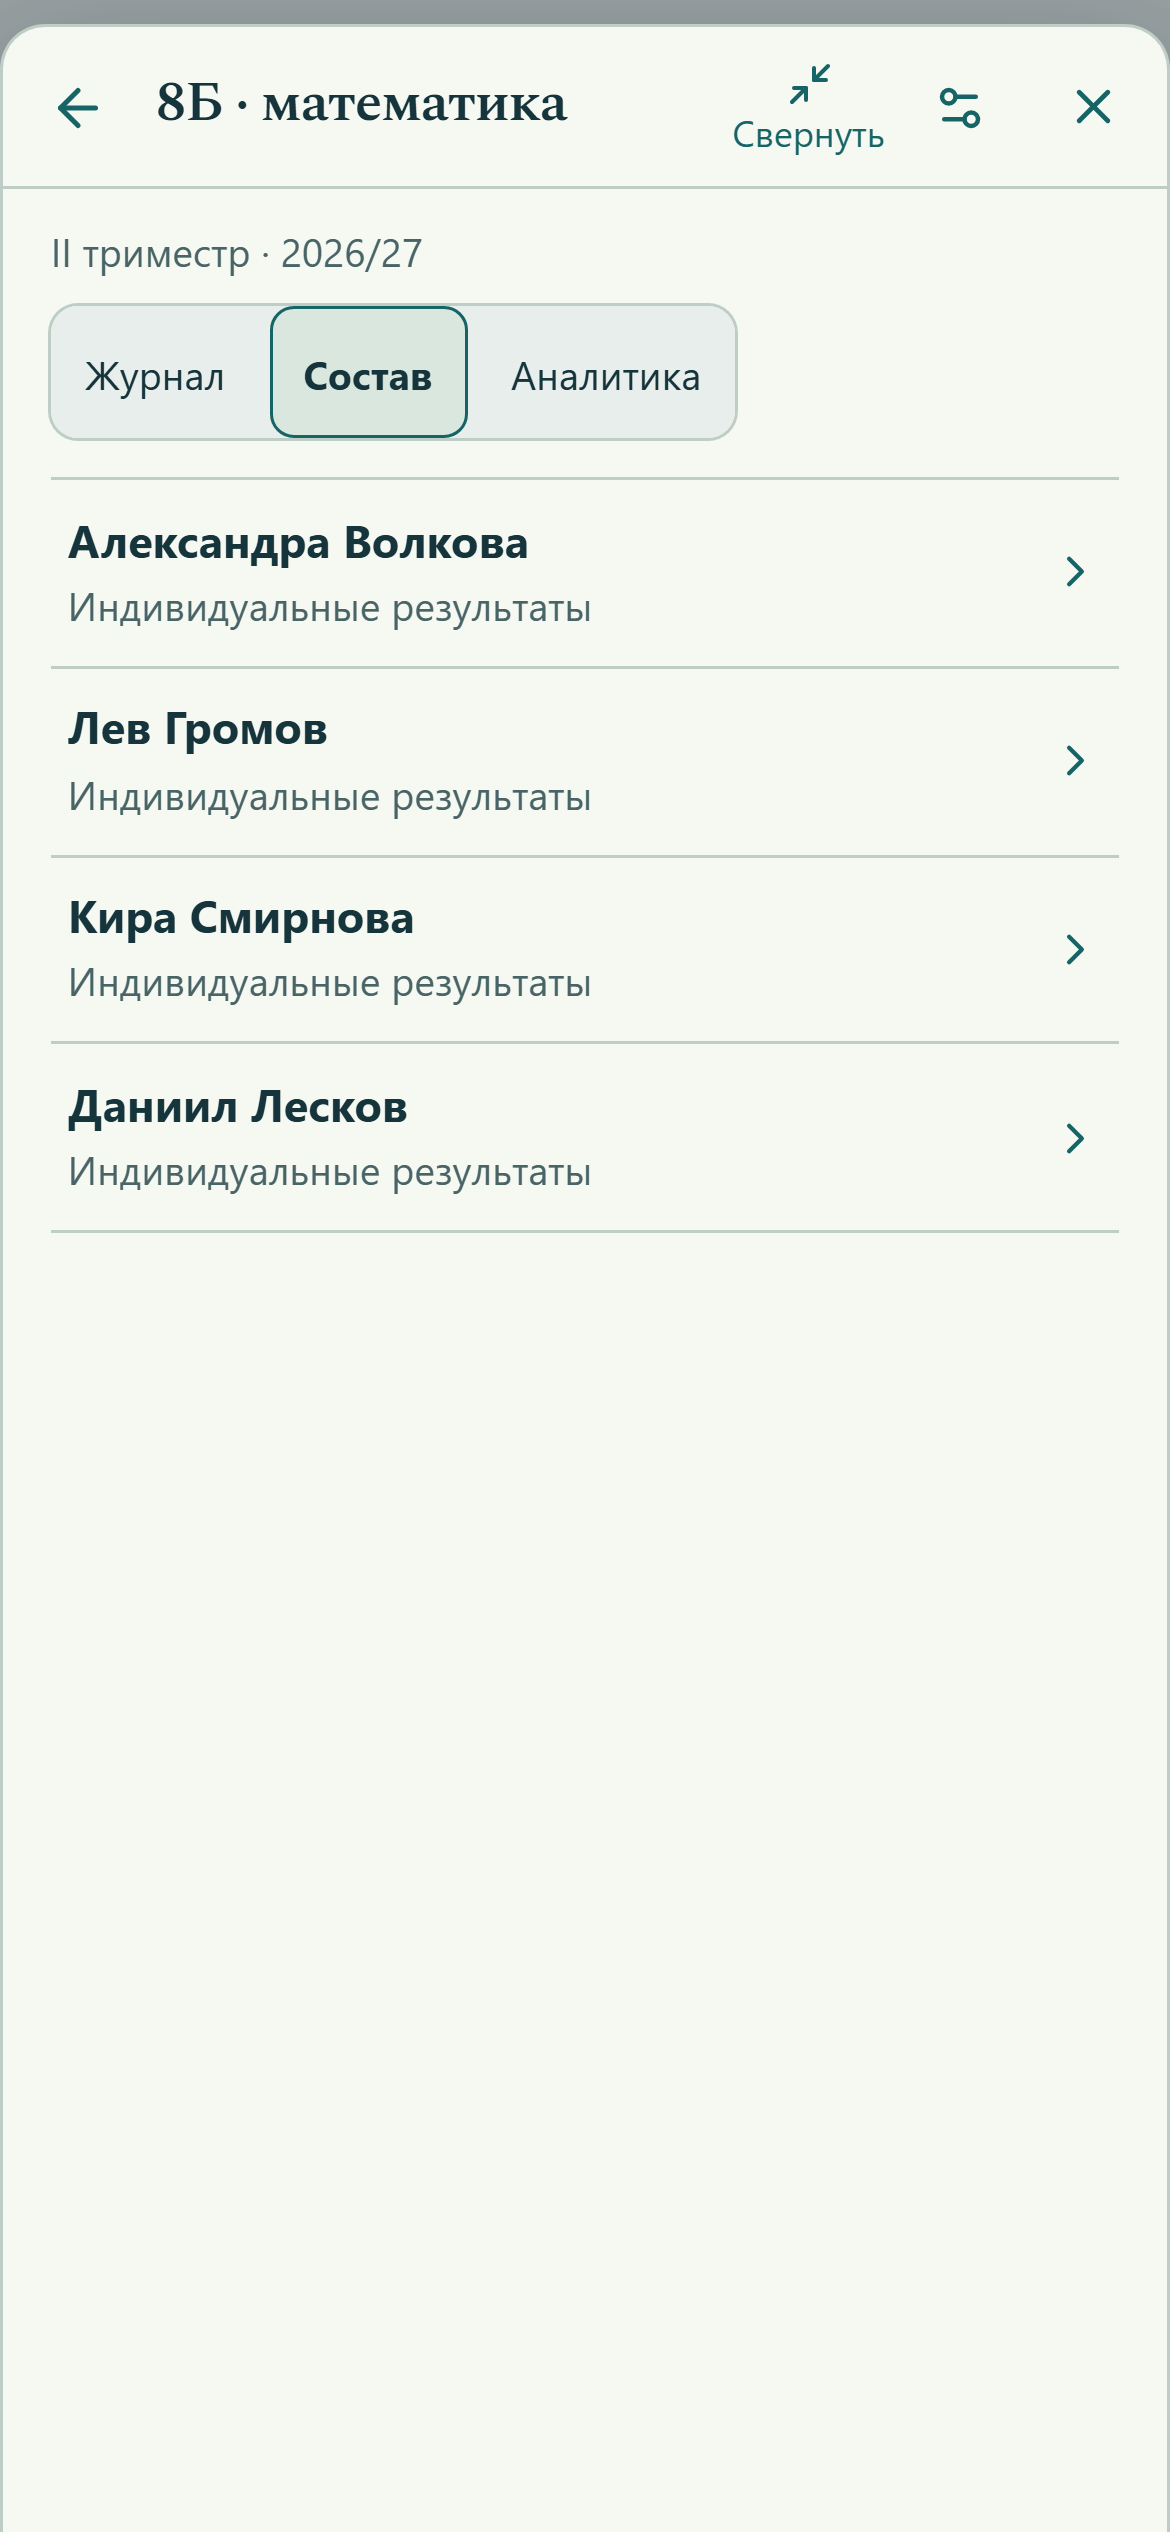 8Б · математика
Свернуть
II триместр · 2026/27
Журнал
Состав
Аналитика
Александра Волкова
Индивидуальные результаты
Лев Громов
Индивидуальные результаты
Кира Смирнова
Индивидуальные результаты
Даниил Лесков
Индивидуальные результаты